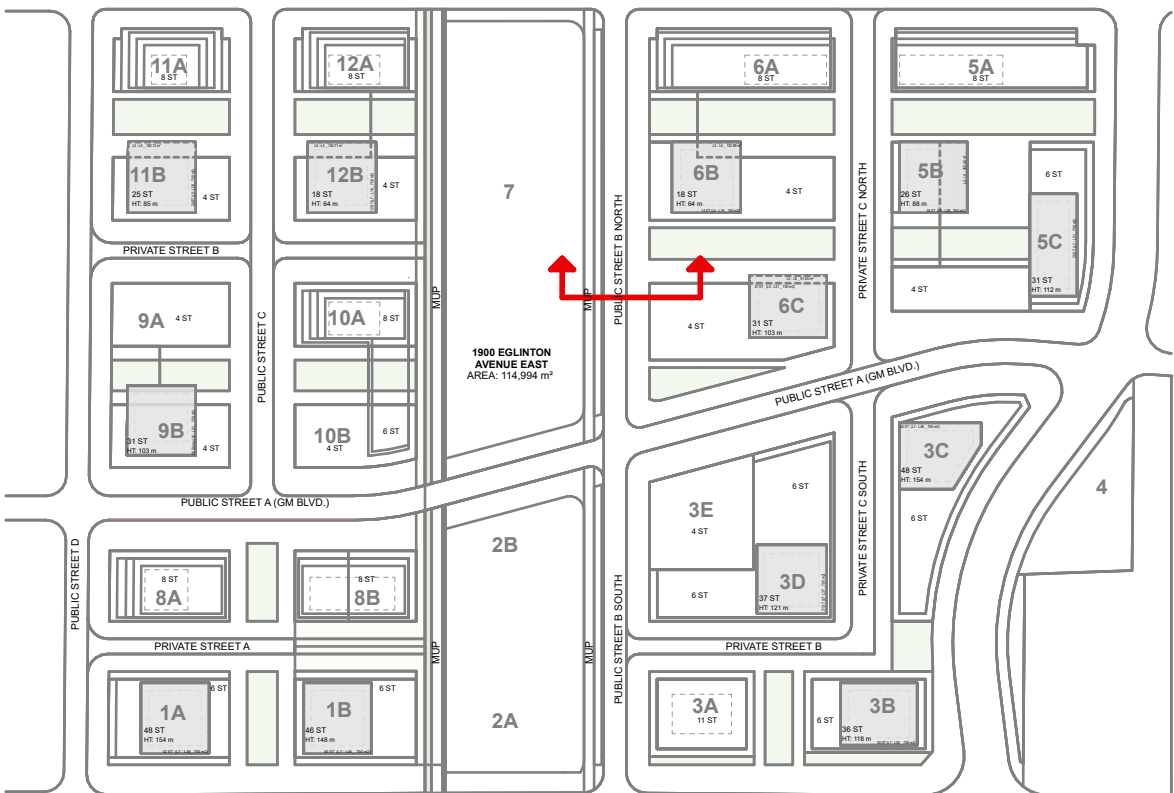 11A
8 ST
12A
8 ST
6A
8 ST
5A
8 ST
11B
25 ST
HT: 85 m
4 ST
12B
18 ST
HT: 64 m
4 ST
7
6B
18 ST
HT: 64 m
4 ST
5B
26 ST
HT: 88 m
6 ST
5C
31 ST
HT: 112 m
4 ST
PRIVATE STREET B
PUBLIC STREET B NORTH
PRIVATE STREET C NORTH
MUP
MUP
9A
4 ST
10A
8 ST
6C
31 ST
HT: 103 m
4 ST
PUBLIC STREET C
1900 EGLINTON
AVENUE EAST
AREA: 114,994 m²
PUBLIC STREET A (GM BLVD.)
9B
31 ST
HT: 103 m
4 ST
10B
4 ST
6 ST
3C
48 ST
154 m
6 ST
PUBLIC STREET A (GM BLVD.)
3E
4 ST
6 ST
4
PUBLIC STREET D
2B
PUBLIC STREET B SOUTH
PRIVATE STREET C SOUTH
8 ST
8A
8 ST
8B
6 ST
3D
37 ST
HT: 121 m
PRIVATE STREET A
MUP
MUP
PRIVATE STREET B
1A
48 ST
HT: 154 m
6 ST
1B
46 ST
HT: 148 m
6 ST
2A
3A
11 ST
6 ST
3B
36 ST
HT: 118 m